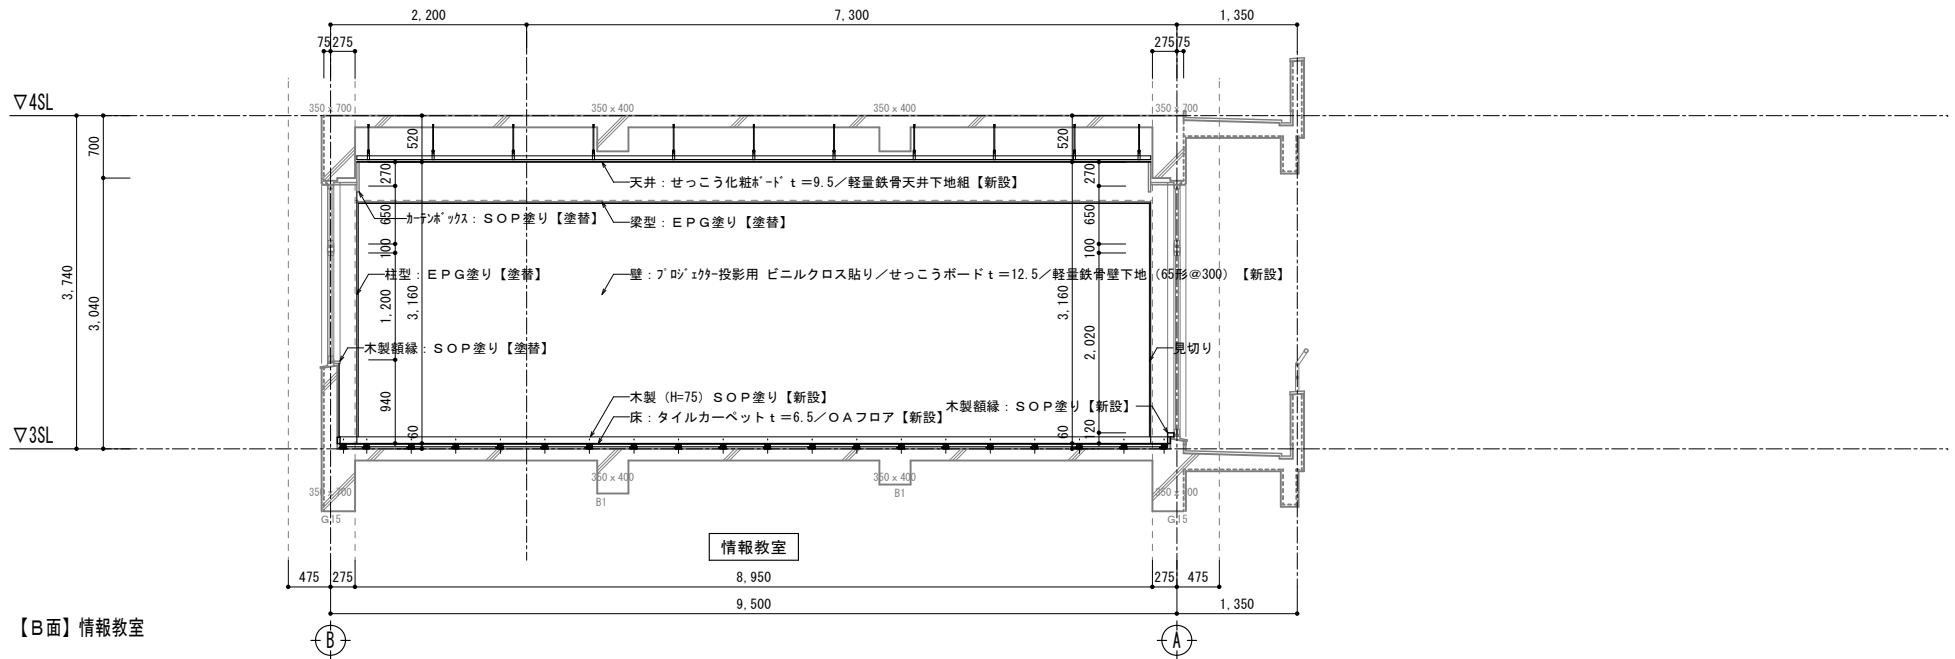 2,200
7,300
1,350
75
275
275
75
▽4SL
350 x 700
350 x 400
350 x 400
350 x 700
700
520
520
270
270
天井：せっこう化粧ﾎﾞｰﾄﾞｔ＝9.5／軽量鉄骨天井下地組【新設】
650
ｶｰﾃﾝﾎﾞｯｸｽ：ＳＯＰ塗り【塗替】
梁型：ＥＰＧ塗り【塗替】
650
100
100
3,740
3,040
柱型：ＥＰＧ塗り【塗替】
壁：ﾌﾟﾛｼﾞｪｸﾀｰ投影用 ビニルクロス貼り／せっこうボードｔ＝12.5／軽量鉄骨壁下地（65形@300）【新設】
1,200
3,160
3,160
2,020
木製額縁：ＳＯＰ塗り【塗替】
見切り
940
木製（H=75）ＳＯＰ塗り【新設】
木製額縁：ＳＯＰ塗り【新設】
床：タイルカーペットｔ＝6.5／ＯＡフロア【新設】
▽3SL
60
60
120
350 x 700
350 x 400
350 x 400
350 x 700
B1
B1
G15
G15
情報教室
475
275
8,950
275
475
9,500
1,350
【Ｂ面】情報教室
B
A